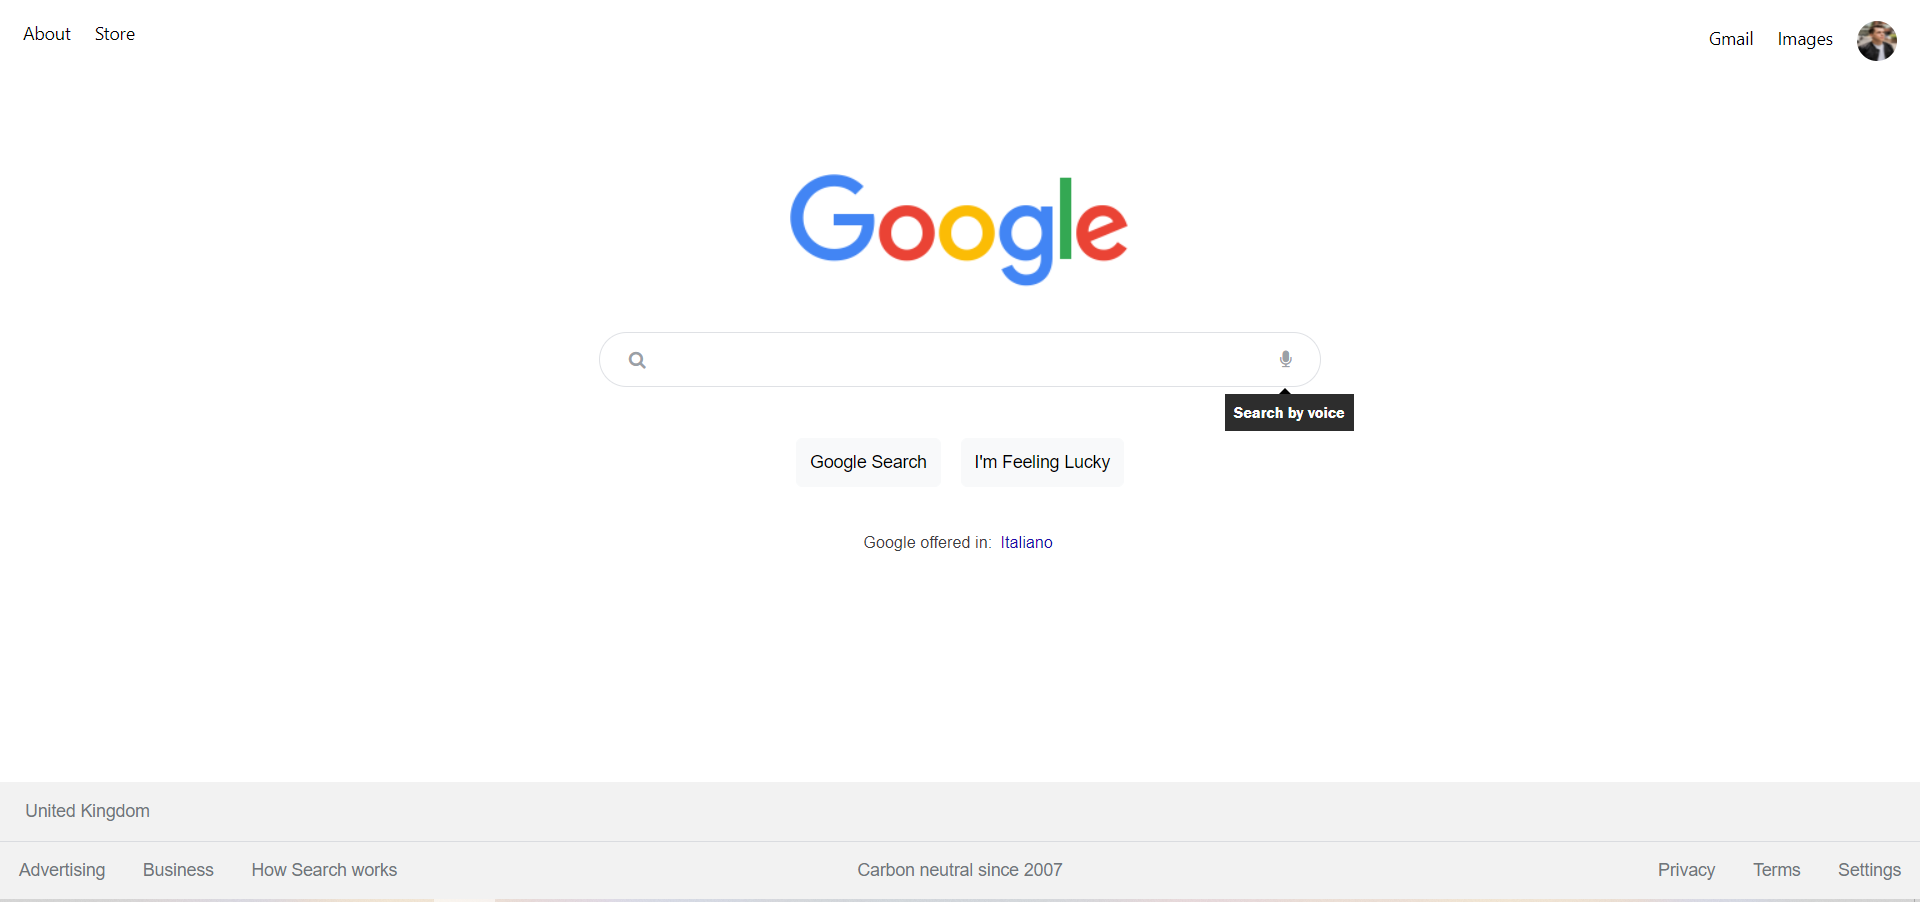 About Store
Gmail Images
Google
Search by voice
Google Search I'm Feeling Lucky
Google offered in: Italiano
United Kingdom
Advertising Business How Search works Carbon neutral since 2007 Privacy Terms Settings